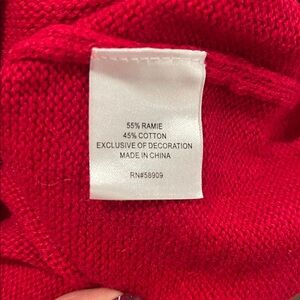 55% RAMIE
45% COTTON
EXCLUSIVE OF DECORATION
MADE IN CHINA
RN#58909